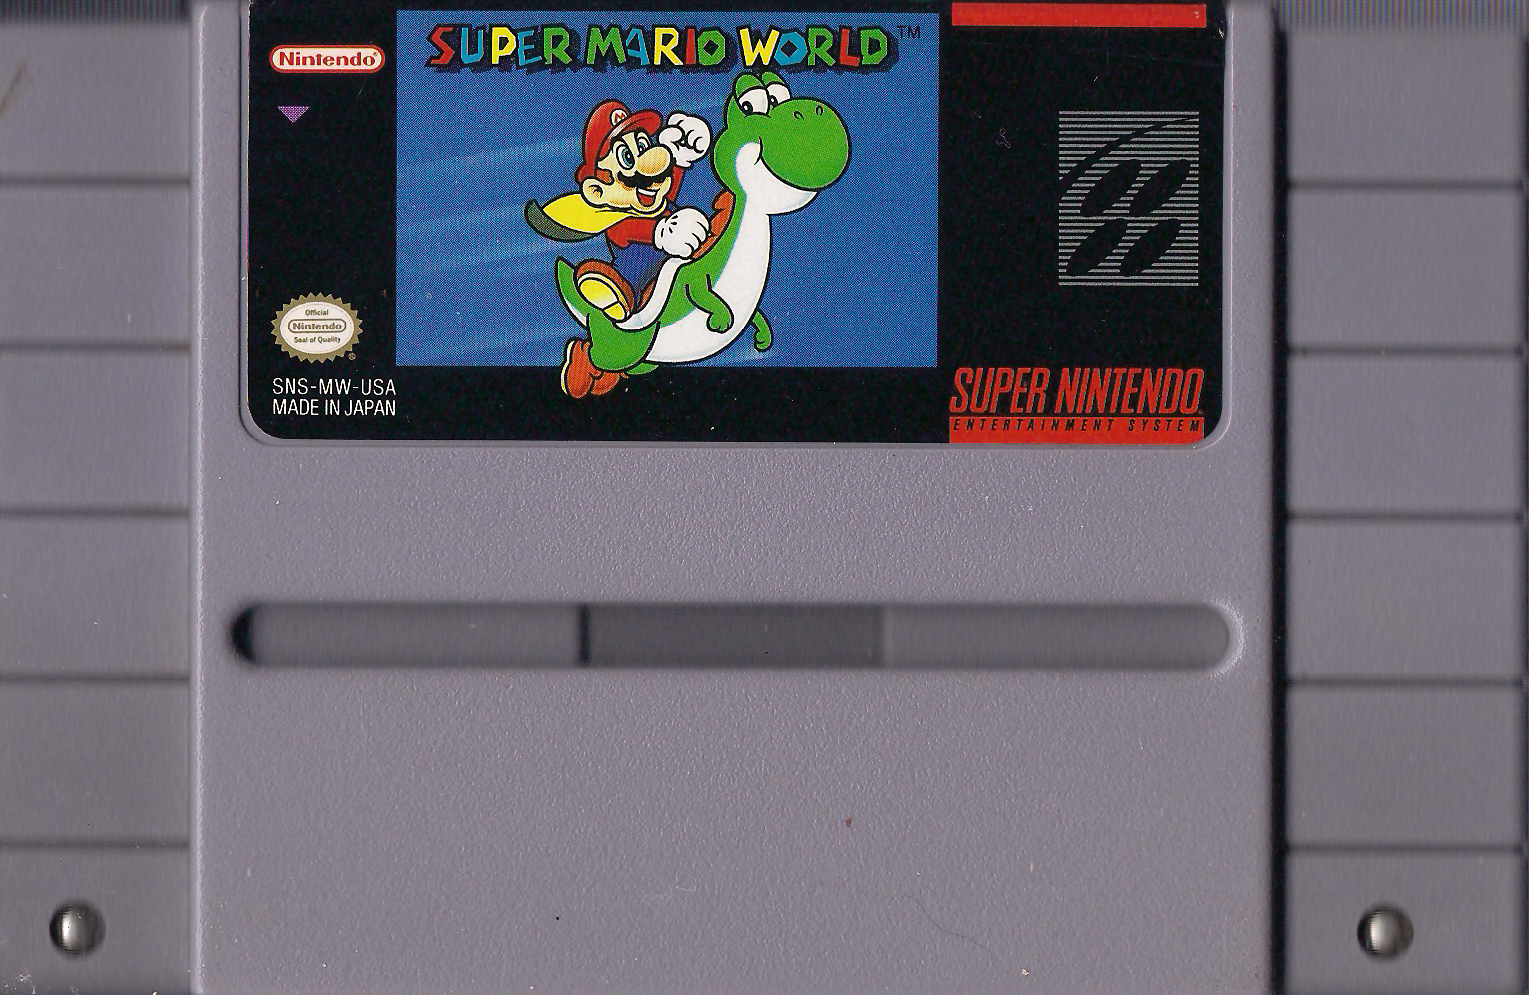 SUPER MARIO WORLD™
Nintendo®
M
Official
Nintendo
Seal of Quality
®
SNS-MW-USA
MADE IN JAPAN
SUPER NINTENDO
ENTERTAINMENT SYSTEM